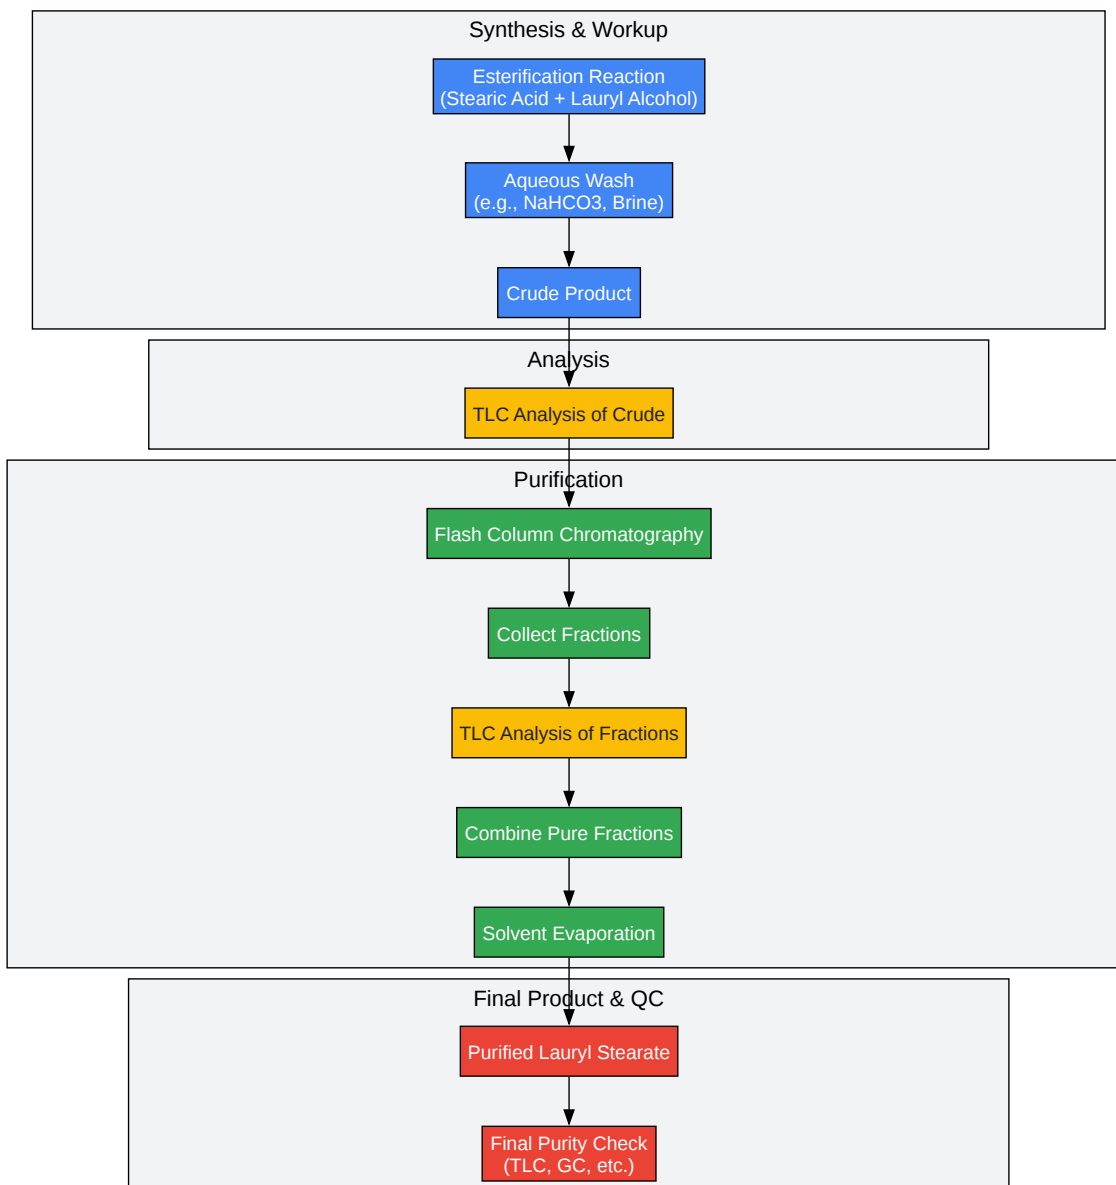 Synthesis & Workup
Esterification Reaction
(Stearic Acid + Lauryl Alcohol)
Aqueous Wash
(e.g., NaHCO3, Brine)
Crude Product
Analysis
TLC Analysis of Crude
Purification
Flash Column Chromatography
Collect Fractions
TLC Analysis of Fractions
Combine Pure Fractions
Solvent Evaporation
Final Product & QC
Purified Lauryl Stearate
Final Purity Check
(TLC, GC, etc.)